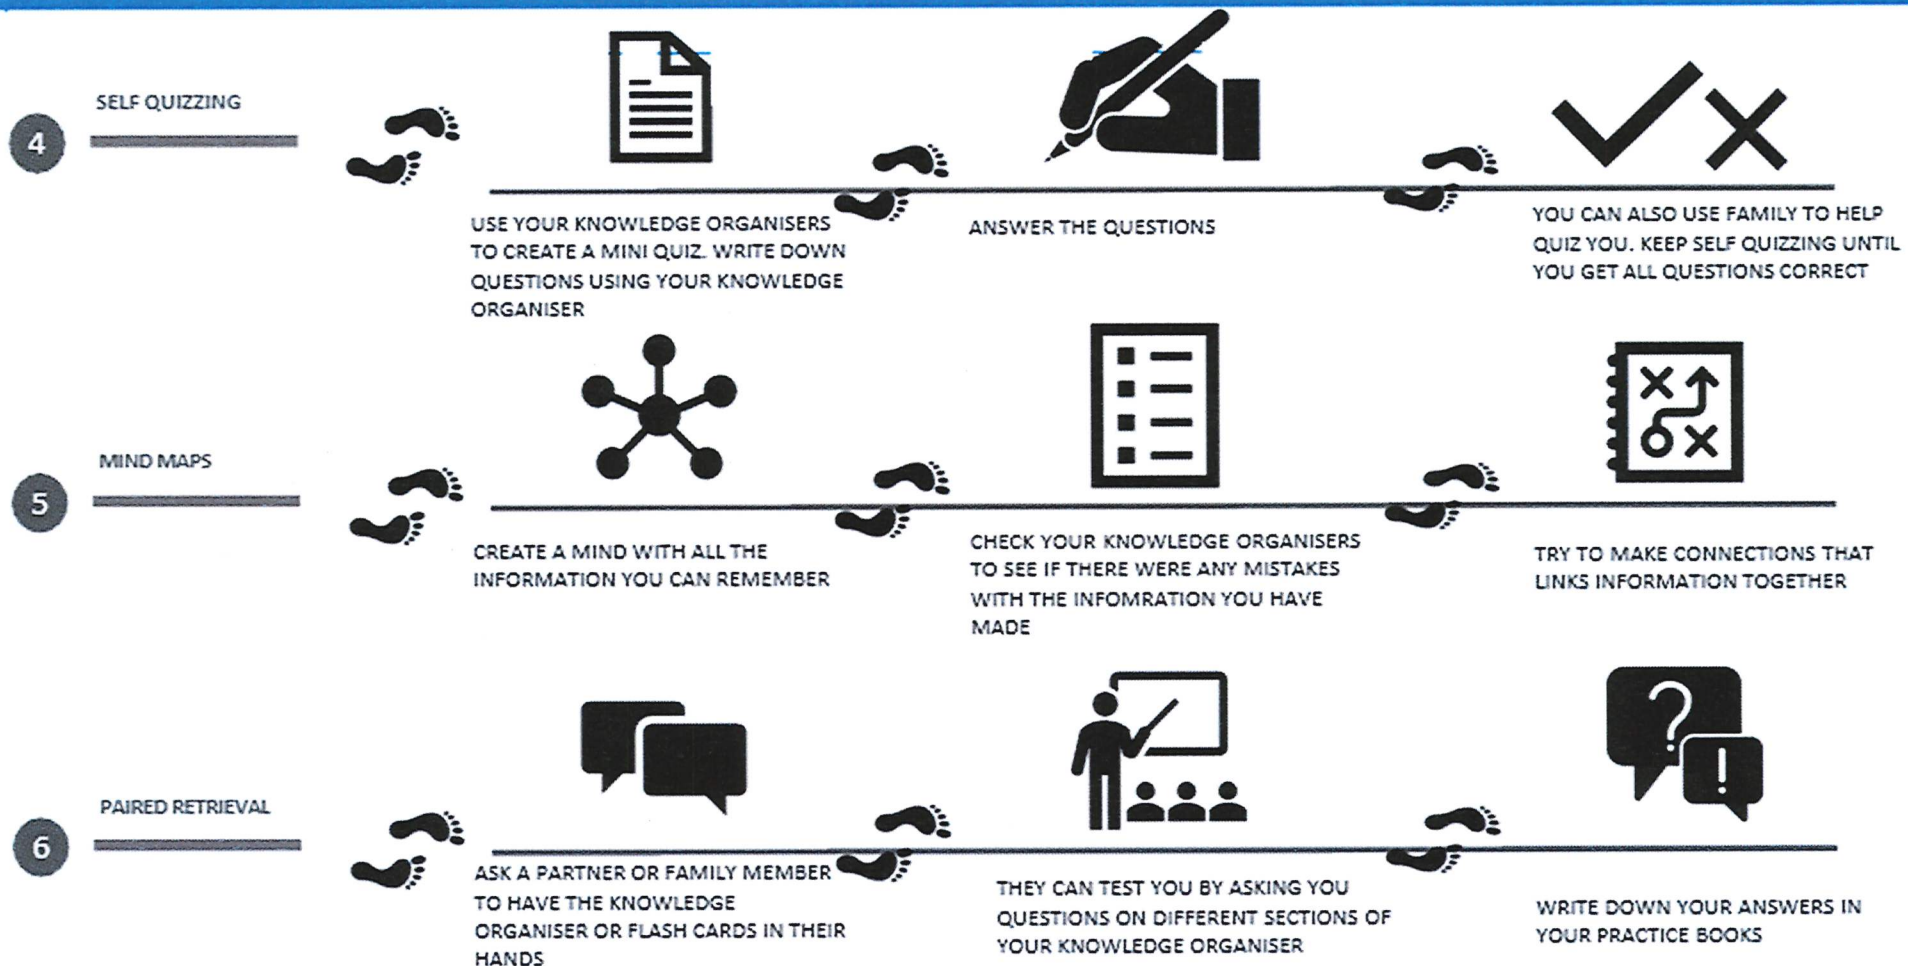 4
SELF QUIZZING
USE YOUR KNOWLEDGE ORGANISERS
TO CREATE A MINI QUIZ. WRITE DOWN
QUESTIONS USING YOUR KNOWLEDGE
ORGANISER
ANSWER THE QUESTIONS
YOU CAN ALSO USE FAMILY TO HELP
QUIZ YOU. KEEP SELF QUIZZING UNTIL
YOU GET ALL QUESTIONS CORRECT
5
MIND MAPS
CREATE A MIND WITH ALL THE
INFORMATION YOU CAN REMEMBER
CHECK YOUR KNOWLEDGE ORGANISERS
TO SEE IF THERE WERE ANY MISTAKES
WITH THE INFOMRATION YOU HAVE
MADE
TRY TO MAKE CONNECTIONS THAT
LINKS INFORMATION TOGETHER
6
PAIRED RETRIEVAL
ASK A PARTNER OR FAMILY MEMBER
TO HAVE THE KNOWLEDGE
ORGANISER OR FLASH CARDS IN THEIR
HANDS
THEY CAN TEST YOU BY ASKING YOU
QUESTIONS ON DIFFERENT SECTIONS OF
YOUR KNOWLEDGE ORGANISER
?
!
WRITE DOWN YOUR ANSWERS IN
YOUR PRACTICE BOOKS